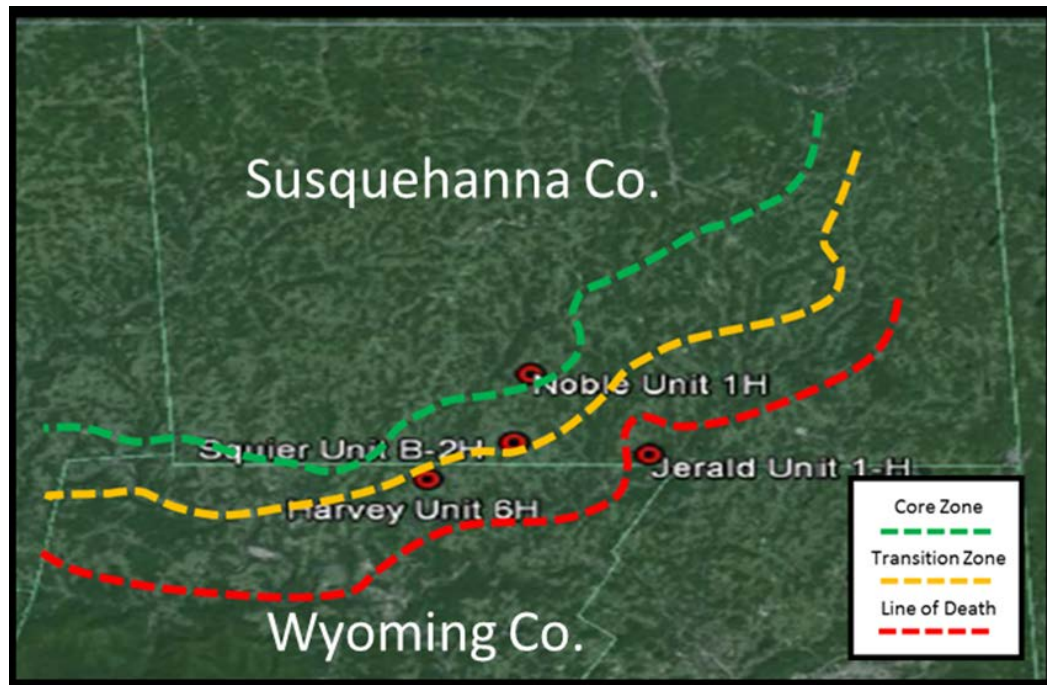 Susquehanna Co.
Noble Unit 1H
Squier Unit B-2H
Jerald Unit 1-H
Harvey Unit 6H
Core Zone
Transition Zone
Line of Death
Wyoming Co.